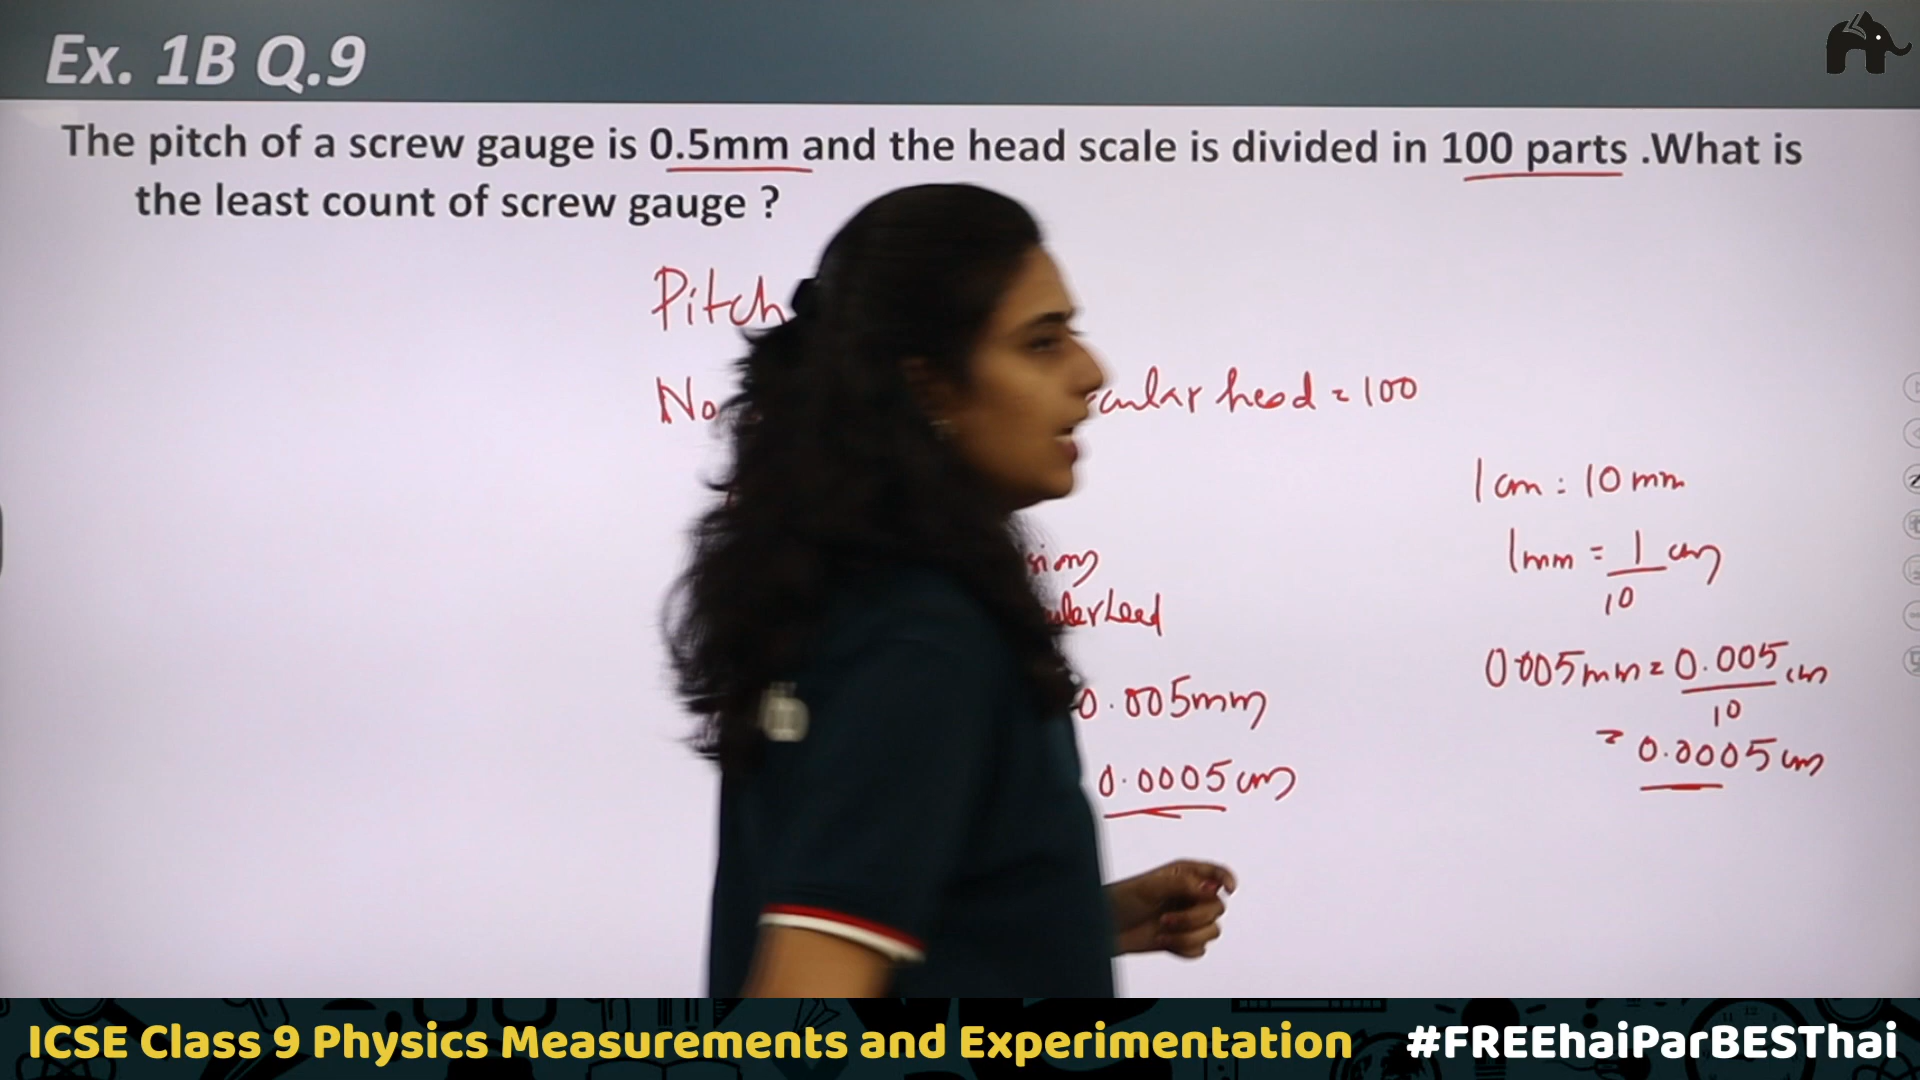 Ex. 1B Q.9
The pitch of a screw gauge is 0.5mm and the head scale is divided in 100 parts .What is
the least count of screw gauge ?
Pitch
No
head = 100
1 cm : 10 mm
1mm = 1/10 cm
0.005mm = 0.005/10 cm
0.005mm
= 0.0005 cm
0.0005cm
ICSE Class 9 Physics Measurements and Experimentation #FREEhaiParBESThai